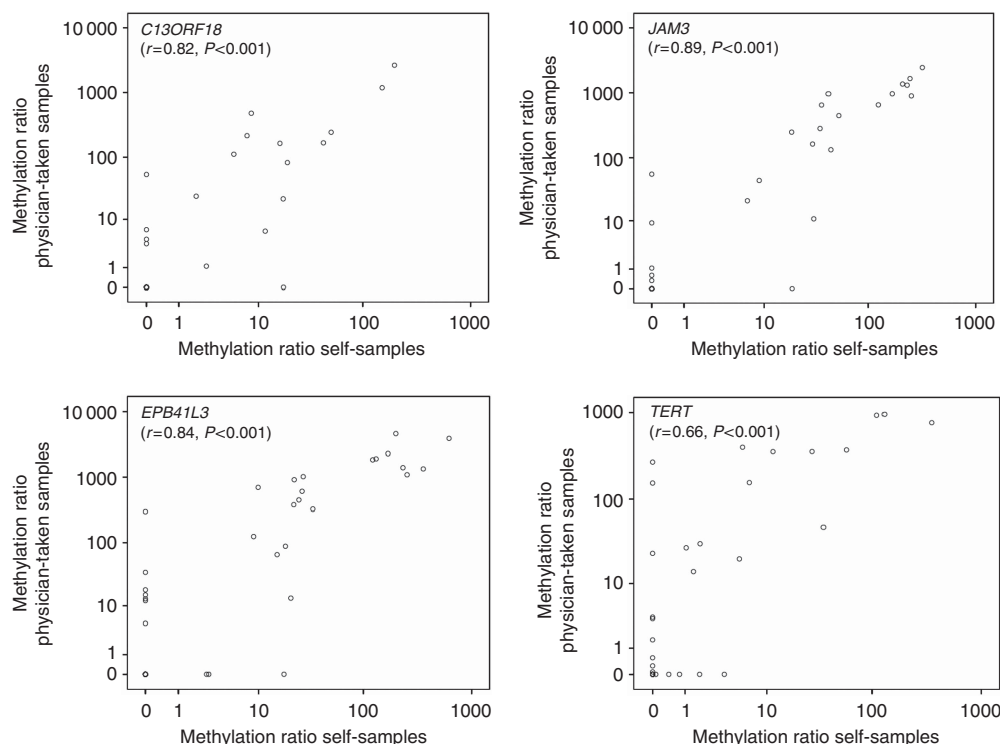 C13ORF18
(r=0.82, P<0.001)
10 000
1000
100
10
1
0
Methylation ratio
physician-taken samples
0 1 10 100 1000
Methylation ratio self-samples
JAM3
(r=0.89, P<0.001)
10 000
1000
100
10
1
0
Methylation ratio
physician-taken samples
0 1 10 100 1000
Methylation ratio self-samples
EPB41L3
(r=0.84, P<0.001)
10 000
1000
100
10
1
0
Methylation ratio
physician-taken samples
0 1 10 100 1000
Methylation ratio self-samples
TERT
(r=0.66, P<0.001)
1000
100
10
1
0
Methylation ratio
physician-taken samples
0 1 10 100 1000
Methylation ratio self-samples